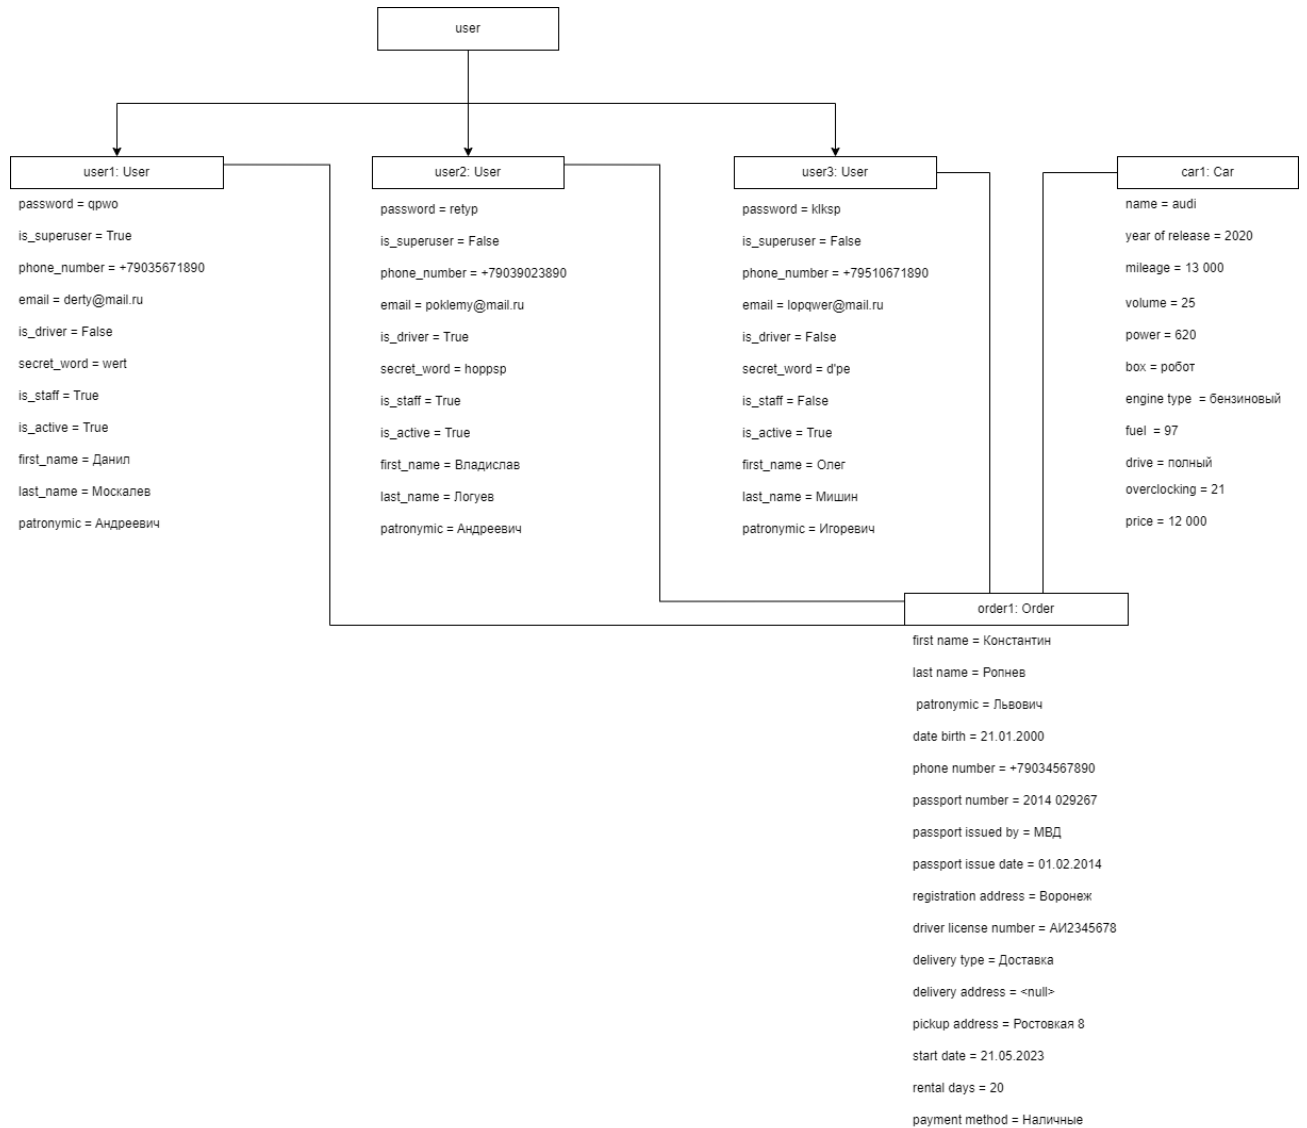 user
user1: User
password = qpwo
is_superuser = True
phone_number = +79035671890
email = derty@mail.ru
is_driver = False
secret_word = wert
is_staff = True
is_active = True
first_name = Данил
last_name = Москалев
patronymic = Андреевич
user2: User
password = retyp
is_superuser = False
phone_number = +79039023890
email = poklemy@mail.ru
is_driver = True
secret_word = hoppsp
is_staff = True
is_active = True
first_name = Владислав
last_name = Логуев
patronymic = Андреевич
user3: User
password = klksp
is_superuser = False
phone_number = +79510671890
email = lopqwer@mail.ru
is_driver = False
secret_word = d'pe
is_staff = False
is_active = True
first_name = Олег
last_name = Мишин
patronymic = Игоревич
car1: Car
name = audi
year of release = 2020
mileage = 13 000
volume = 25
power = 620
box = робот
engine type = бензиновый
fuel = 97
drive = полный
overclocking = 21
price = 12 000
order1: Order
first name = Константин
last name = Ропнев
patronymic = Львович
date birth = 21.01.2000
phone number = +79034567890
passport number = 2014 029267
passport issued by = МВД
passport issue date = 01.02.2014
registration address = Воронеж
driver license number = АИ2345678
delivery type = Доставка
delivery address = <null>
pickup address = Ростовкая 8
start date = 21.05.2023
rental days = 20
payment method = Наличные